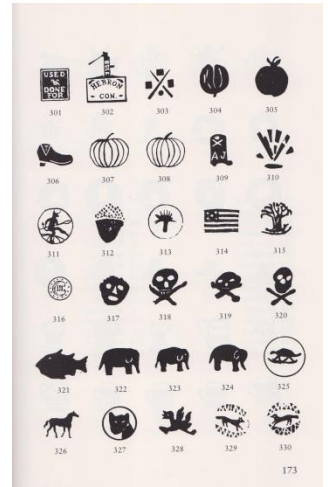 USED
&
DONE
FOR
HEBRON
CON.
301 302 303 304 305
A.J.
306 307 308 309 310
311 312 313 314 315
316 317 318 319 320
321 322 323 324 325
326 327 328 329 330
173